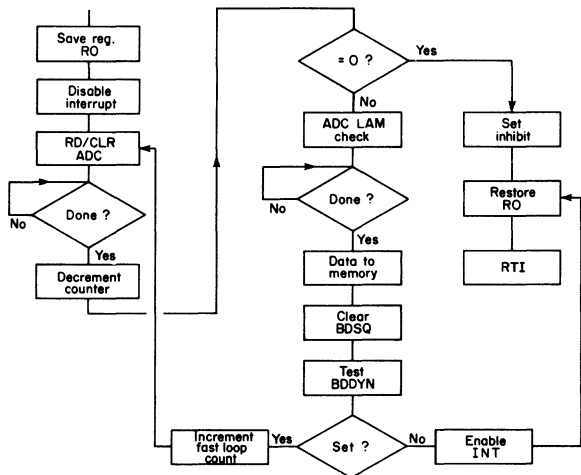 Save reg.
RO
Disable
interrupt
RD/CLR
ADC
Done ?
No
Yes
Decrement
counter
= O ?
Yes
No
ADC LAM
check
Done ?
No
Yes
Data to
memory
Clear
BDSQ
Test
BDDYN
Set ?
Yes
No
Increment
fast loop
count
Enable
INT
Set
inhibit
Restore
RO
RTI